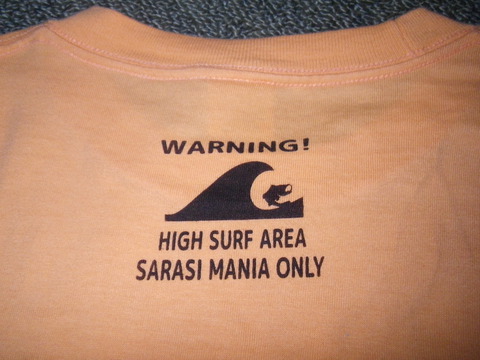 WARNING!
HIGH SURF AREA
SARASI MANIA ONLY